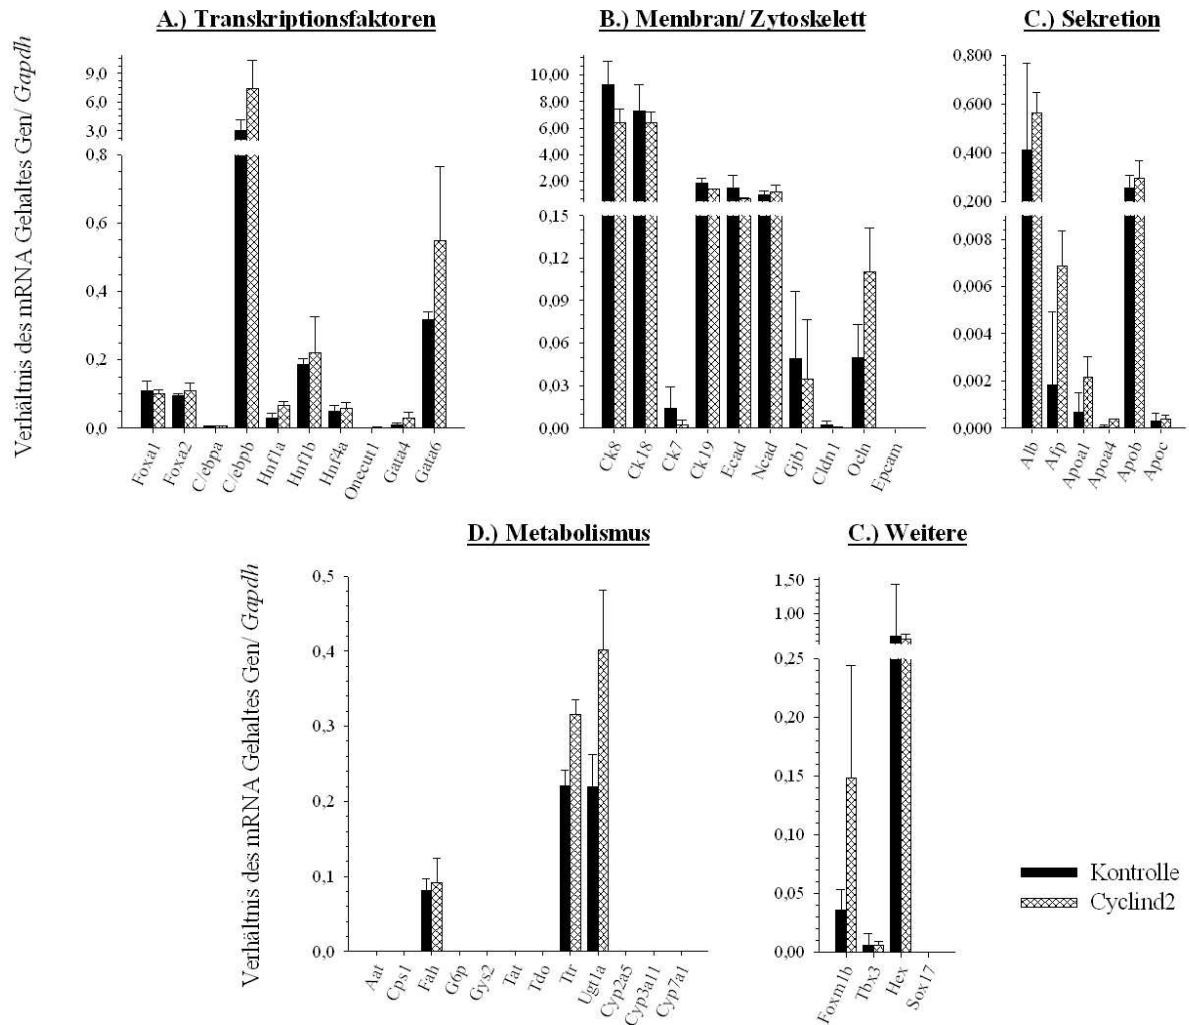 A.) Transkriptionsfaktoren
B.) Membran/ Zytoskelett
C.) Sekretion
Verhältnis des mRNA Gehaltes Gen/ Gapdh
9,0
6,0
3,0
0,8
0,6
0,4
0,2
0,0
Foxa1
Foxa2
C/ebpa
C/ebpb
Hnf1a
Hnf1b
Hnf4a
Onecutt1
Gata4
Gata6
10,00
8,00
6,00
4,00
2,00
0,15
0,12
0,09
0,06
0,03
0,00
Ck8
Ck18
Ck7
Ck19
Ecad
Ncad
Gjb1
Cldn1
Ocln
Epcam
0,800
0,600
0,400
0,200
0,008
0,006
0,004
0,002
0,000
Alb
Afp
Apoa1
Apoa4
Apob
Apoc
D.) Metabolismus
C.) Weitere
Verhältnis des mRNA Gehaltes Gen/ Gapdh
0,5
0,4
0,3
0,2
0,1
0,0
Aat
Cps1
Fah
G6p
Gys2
Tat
Tdo
Ttr
Ugt1a
Cyp2a5
Cyp3a11
Cyp7a1
1,50
1,00
0,25
0,20
0,15
0,10
0,05
0,00
Foxm1b
Tbx3
Hex
Sox17
Kontrolle
Cyclind2